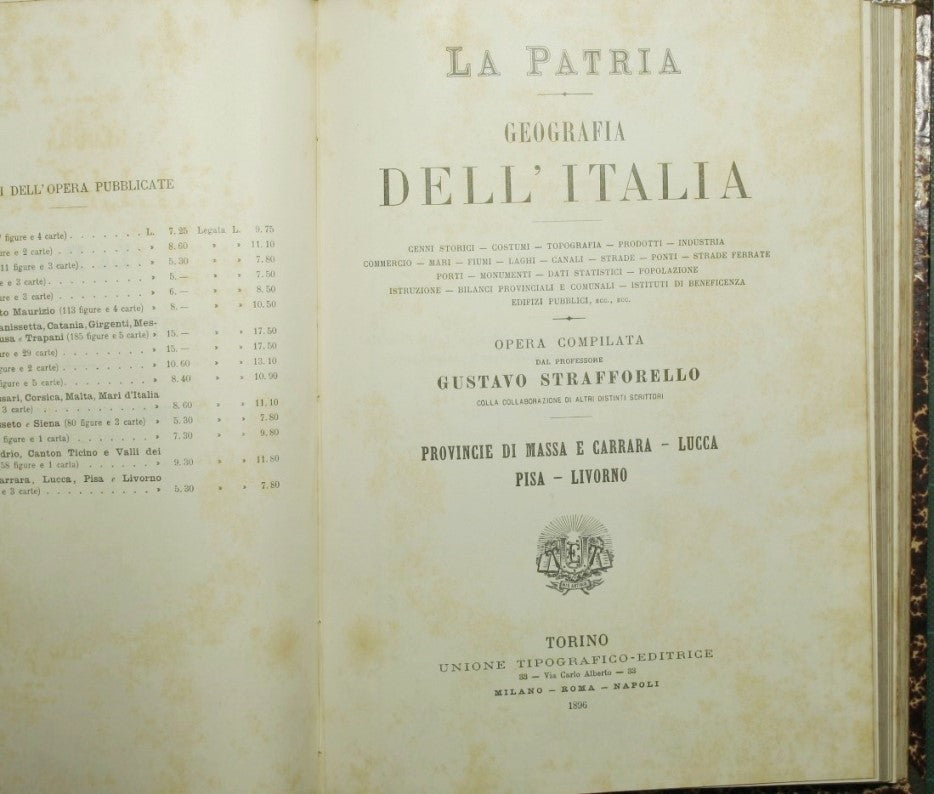 I DELL'OPERA PUBBLICATE
figure e 4 carte) . . . . . . . L. 7.25 Legata L. 9.75
ure e 2 carte) . . . . . . . » 8.60 » » 11.10
11 figure e 3 carte) . . . . . » 5.30 » » 7.80
e 3 carte) . . . . . . . » 5.— » » 7.50
re e 3 carte) . . . . . . . » 6.— » » 8.50
to Maurizio (113 figure e 4 carte) » 8.— » » 10.50
anissetta, Catania, Girgenti, Mes-
usa e Trapani (185 figure e 5 carte) » 15.— » » 17.50
ure e 29 carte) . . . . . . . » 15.— » » 17.50
e 2 carte) . . . . . . . » 10.60 » » 13.10
figure e 5 carte) . . . . . . » 8.40 » » 10.90
sari, Corsica, Malta, Mari d'Italia
3 carte) . . . . . . . » 8.60 » » 11.10
sseto e Siena (80 figure e 3 carte) » 5.30 » » 7.80
figure e 1 carta) . . . . . . » 7.30 » » 9.80
drio, Canton Ticino e Valli dei
58 figure e 1 carta) . . . . . » 9.30 » » 11.80
arrara, Lucca, Pisa e Livorno
e 3 carte) . . . . . . . » 5.30 » » 7.80
LA PATRIA
GEOGRAFIA
DELL'ITALIA
CENNI STORICI — COSTUMI — TOPOGRAFIA — PRODOTTI — INDUSTRIA
COMMERCIO — MARI — FIUMI — LAGHI — CANALI — STRADE — PONTI — STRADE FERRATE
PORTI — MONUMENTI — DATI STATISTICI — POPOLAZIONE
ISTRUZIONE — BILANCI PROVINCIALI E COMUNALI — ISTITUTI DI BENEFICENZA
EDIFIZI PUBBLICI, ECC., ECC.
OPERA COMPILATA
DAL PROFESSORE
GUSTAVO STRAFFORELLO
COLLA COLLABORAZIONE DI ALTRI DISTINTI SCRITTORI
PROVINCIE DI MASSA E CARRARA — LUCCA
PISA — LIVORNO
TORINO
UNIONE TIPOGRAFICO-EDITRICE
33 — Via Carlo Alberto — 33
MILANO — ROMA — NAPOLI
1896